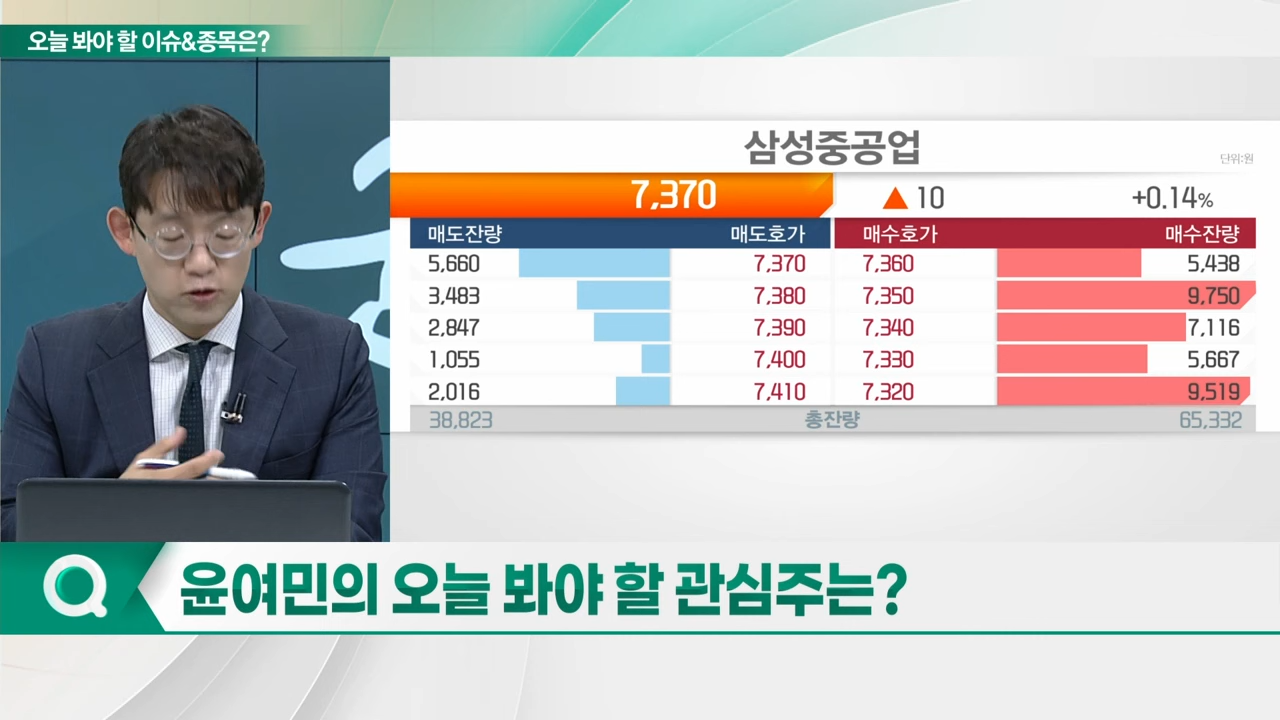 오늘 봐야 할 이슈&종목은?
삼성중공업
단위:원
7,370 ▲ 10 +0.14%
매도잔량 매도호가 매수호가 매수잔량
5,660 7,370 7,360 5,438
3,483 7,380 7,350 9,750
2,847 7,390 7,340 7,116
1,055 7,400 7,330 5,667
2,016 7,410 7,320 9,519
38,823 총잔량 65,332
윤여민의 오늘 봐야 할 관심주는?